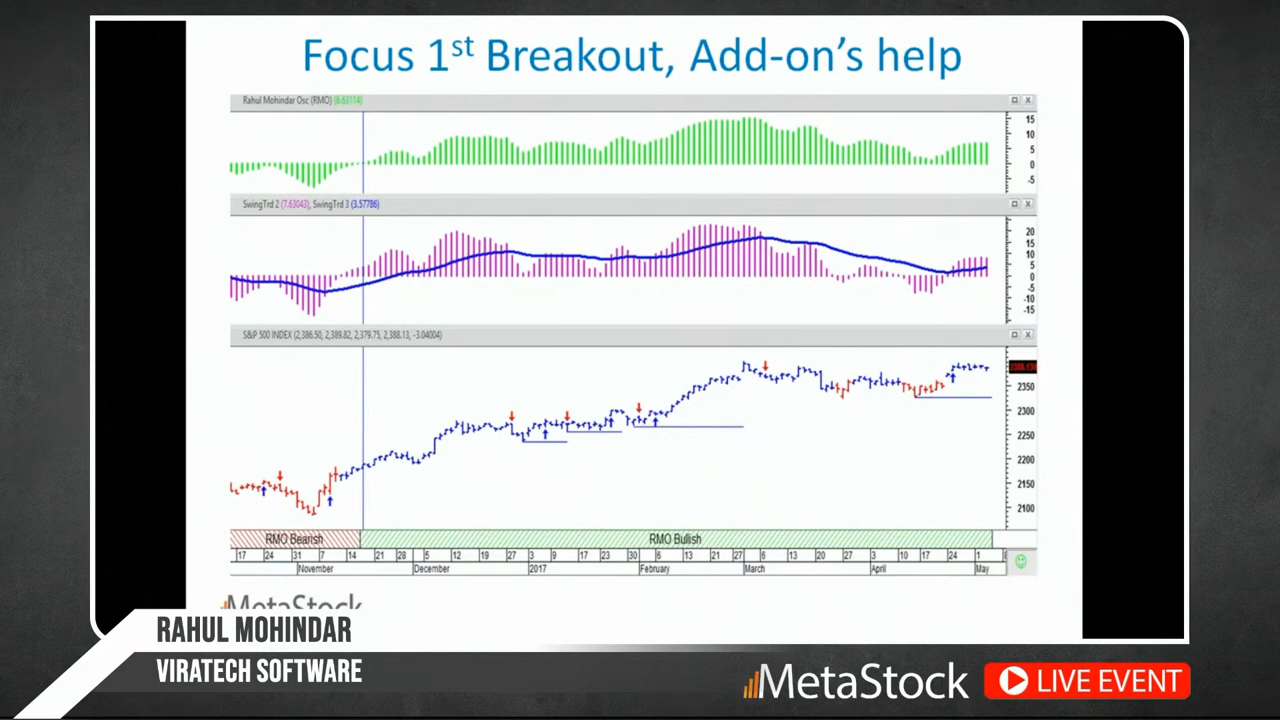 Focus 1st Breakout, Add-on's help
Rahul Mohindar Osc (RMO) (6.63114)
15
10
5
0
-5
SwingTrd 2 (7.63043), SwingTrd 3 (3.57786)
20
15
10
5
0
-5
-10
-15
S&P 500 INDEX (2,386.50, 2,389.82, 2,379.75, 2,388.13, -3.04004)
2350
2300
2250
2200
2150
2100
RMO Bearish RMO Bullish
17 24 31 7 14 21 28 5 12 19 27 3 9 17 23 30 6 13 21 27 6 13 20 27 3 10 17 24 1
November December 2017 February March April May
MetaStock
RAHUL MOHINDAR
VIRATECH SOFTWARE
MetaStock LIVE EVENT